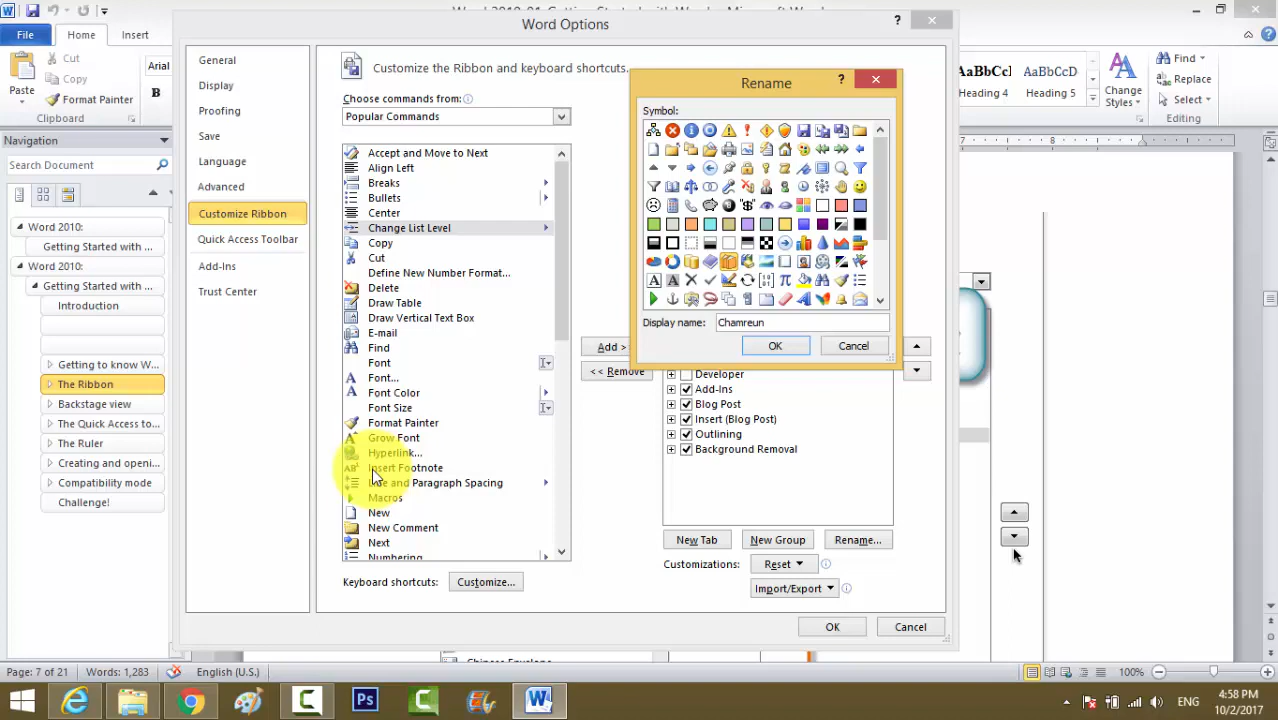 Word Options
File
Home
Insert
Cut
Copy
Paste
Format Painter
Clipboard
Arial
B
AaBbCcI
AaBbCcD
Heading 4
Heading 5
Change
Styles
Find
Replace
Select
Editing
Navigation
Search Document
Word 2010:
Getting Started with ...
Word 2010:
Getting Started with ...
Introduction
Getting to know W...
The Ribbon
Backstage view
The Quick Access to...
The Ruler
Creating and openi...
Compatibility mode
Challenge!
General
Display
Proofing
Save
Language
Advanced
Customize Ribbon
Quick Access Toolbar
Add-Ins
Trust Center
Customize the Ribbon and keyboard shortcuts.
Choose commands from:
Popular Commands
Accept and Move to Next
Align Left
Breaks
Bullets
Center
Change List Level
Copy
Cut
Define New Number Format...
Delete
Draw Table
Draw Vertical Text Box
E-mail
Find
Font
Font...
Font Color
Font Size
Format Painter
Grow Font
Hyperlink...
Insert Footnote
Line and Paragraph Spacing
Macros
New
New Comment
Next
Numbering
Keyboard shortcuts:
Customize...
Add >
<< Remove
Rename
Symbol:
Display name:
Chamreun
OK
Cancel
Developer
Add-Ins
Blog Post
Insert (Blog Post)
Outlining
Background Removal
New Tab
New Group
Rename...
Customizations:
Reset
Import/Export
OK
Cancel
Chinese Envelope
Page: 7 of 21
Words: 1,283
English (U.S.)
100%
ENG
4:58 PM
10/2/2017